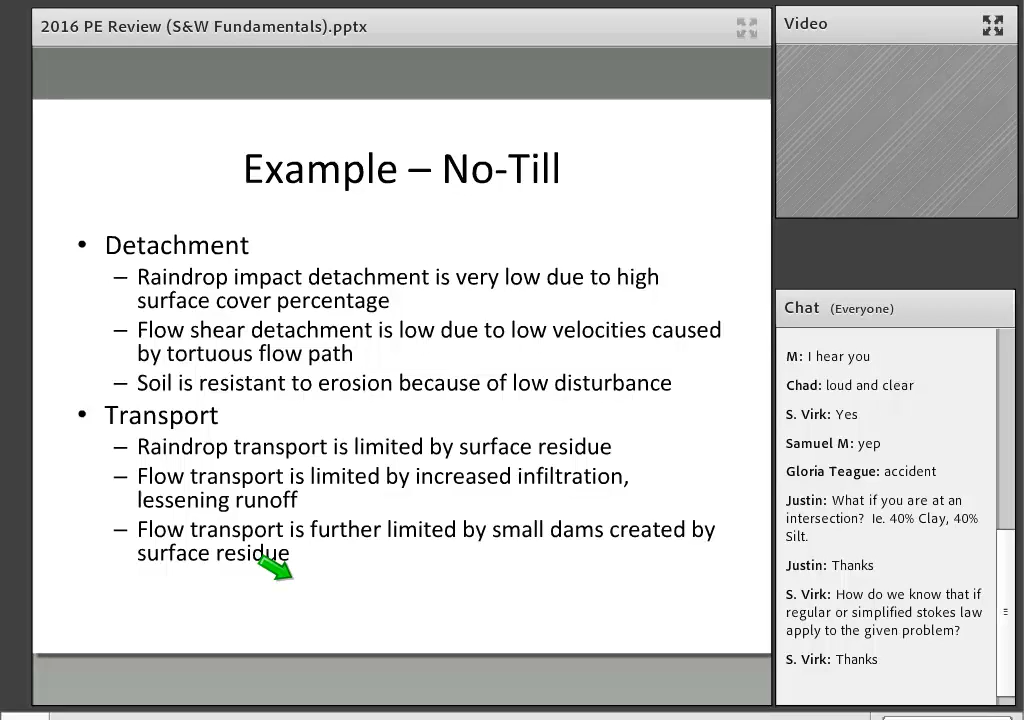 2016 PE Review (S&W Fundamentals).pptx
Example – No-Till
• Detachment
– Raindrop impact detachment is very low due to high
surface cover percentage
– Flow shear detachment is low due to low velocities caused
by tortuous flow path
– Soil is resistant to erosion because of low disturbance
• Transport
– Raindrop transport is limited by surface residue
– Flow transport is limited by increased infiltration,
lessening runoff
– Flow transport is further limited by small dams created by
surface residue
Video
Chat (Everyone)
M: I hear you
Chad: loud and clear
S. Virk: Yes
Samuel M: yep
Gloria Teague: accident
Justin: What if you are at an
intersection? Ie. 40% Clay, 40%
Silt.
Justin: Thanks
S. Virk: How do we know that if
regular or simplified stokes law
apply to the given problem?
S. Virk: Thanks